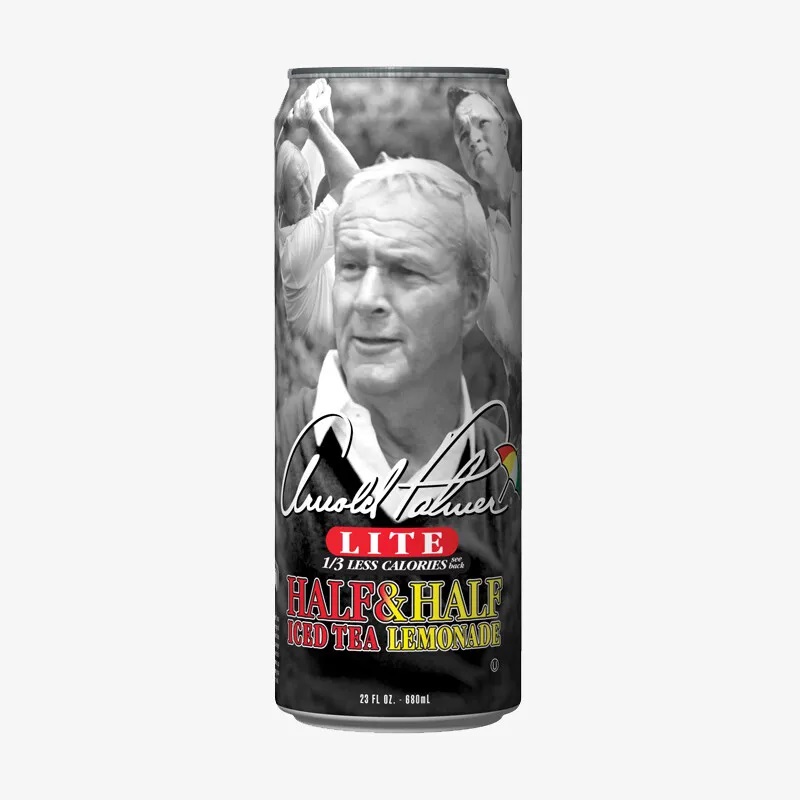 Arnold Palmer
LITE
1/3 LESS CALORIES see back
HALF & HALF
ICED TEA LEMONADE
U
23 FL OZ. - 680mL